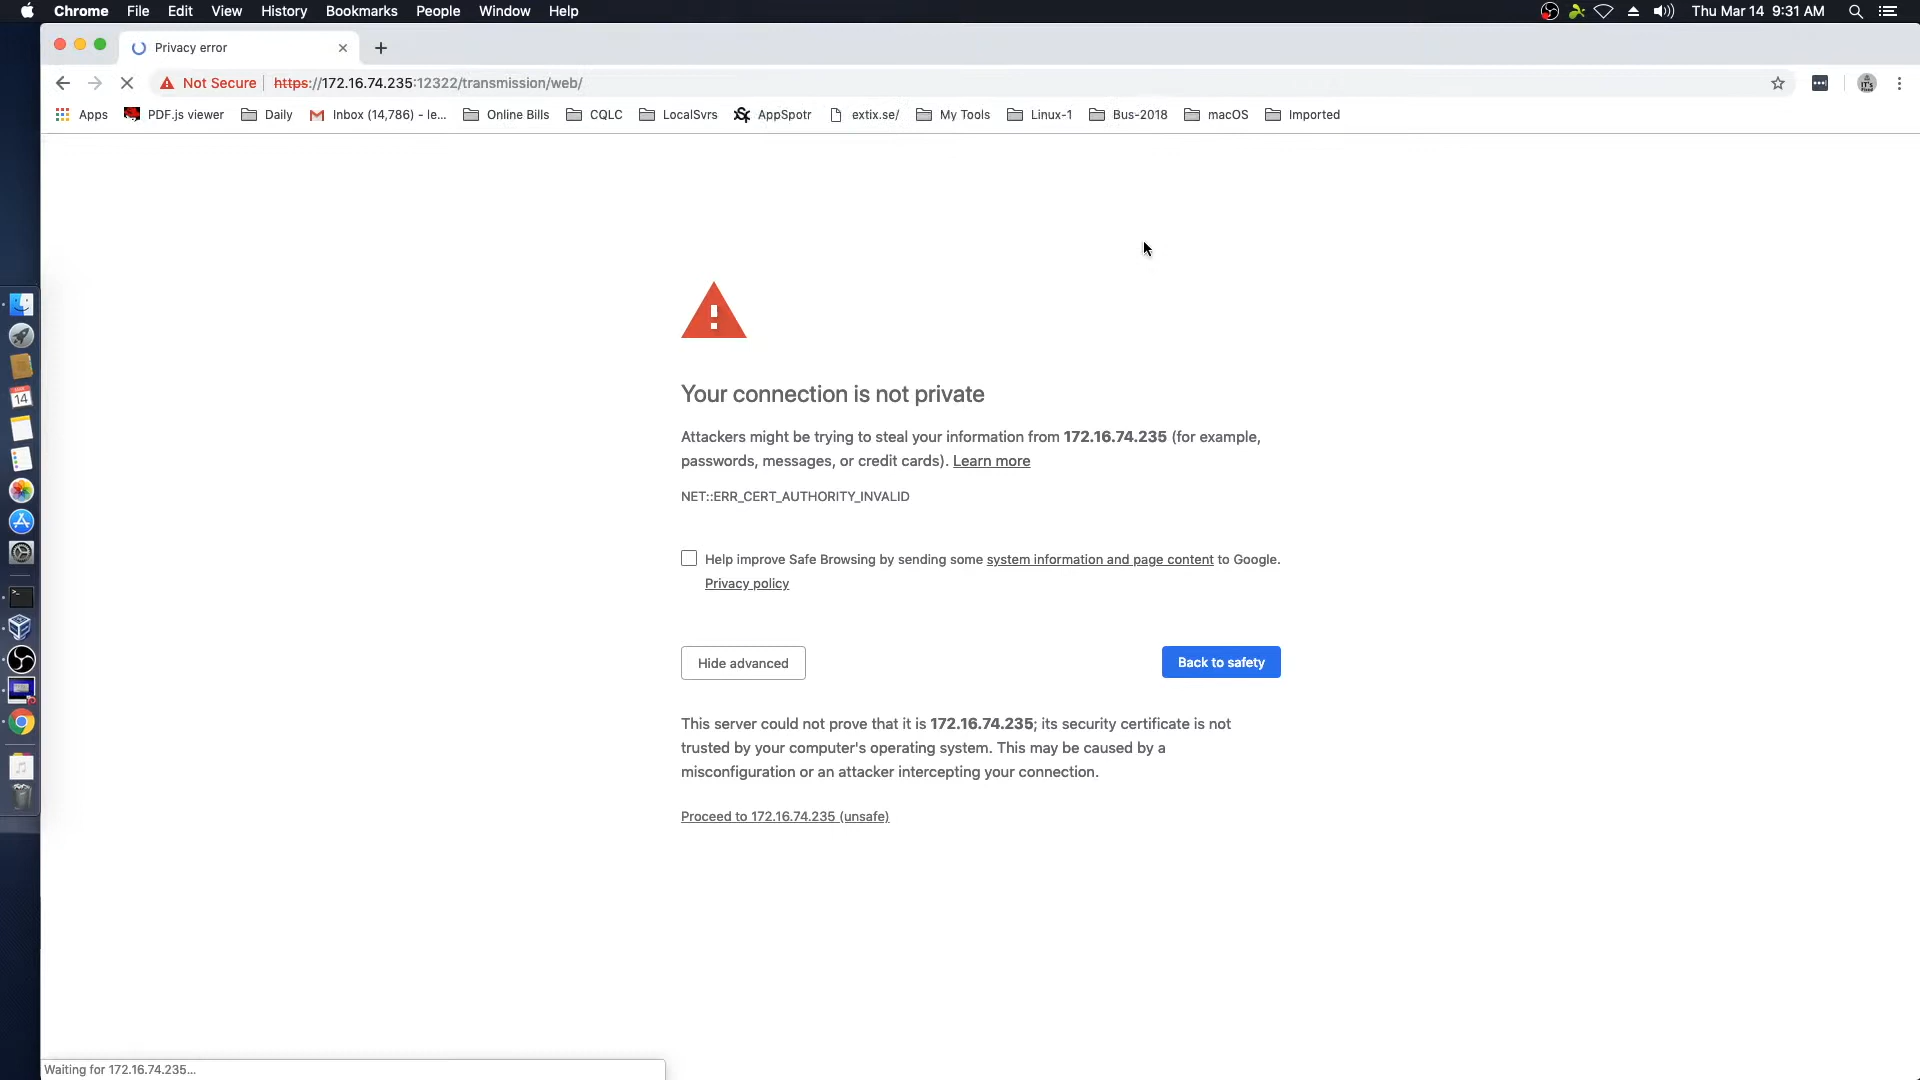 Chrome File Edit View History Bookmarks People Window Help Thu Mar 14 9:31 AM
Privacy error
Not Secure https://172.16.74.235:12322/transmission/web/
Apps PDF.js viewer Daily Inbox (14,786) - le... Online Bills CQLC LocalSvrs AppSpotr extix.se/ My Tools Linux-1 Bus-2018 macOS Imported
Your connection is not private
Attackers might be trying to steal your information from 172.16.74.235 (for example,
passwords, messages, or credit cards). Learn more
NET::ERR_CERT_AUTHORITY_INVALID
Help improve Safe Browsing by sending some system information and page content to Google.
Privacy policy
Hide advanced Back to safety
This server could not prove that it is 172.16.74.235; its security certificate is not
trusted by your computer's operating system. This may be caused by a
misconfiguration or an attacker intercepting your connection.
Proceed to 172.16.74.235 (unsafe)
14
Waiting for 172.16.74.235...